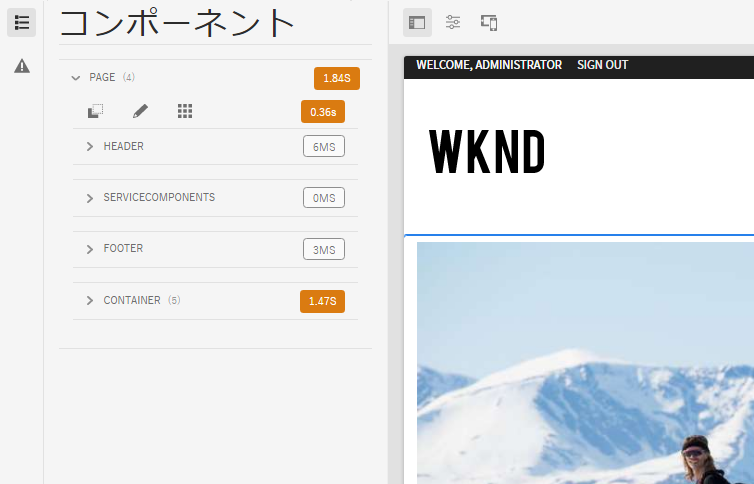 コンポーネント
PAGE (4) 1.84S
0.36s
HEADER 6MS
SERVICECOMPONENTS 0MS
FOOTER 3MS
CONTAINER (5) 1.47S
WELCOME, ADMINISTRATOR SIGN OUT
WKND